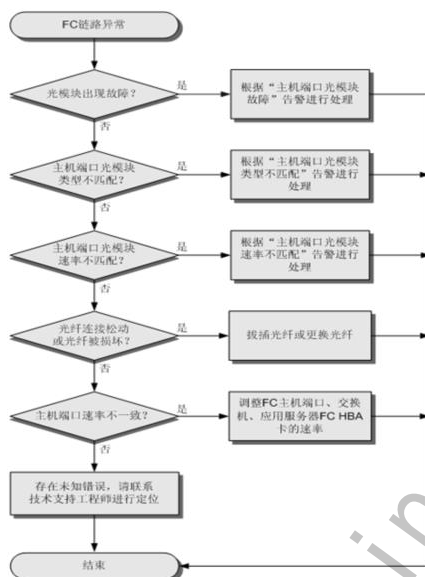 FC链路异常
光模块出现故障？
是
根据“主机端口光模块
故障”告警进行处理
否
主机端口光模块
类型不匹配？
是
根据“主机端口光模块
类型不匹配”告警进行
处理
否
主机端口光模块
速率不匹配？
是
根据“主机端口光模块
速率不匹配”告警进行
处理
否
光纤连接松动
或光纤被损坏？
是
拔插光纤或更换光纤
否
主机端口速率不一致？
是
调整FC主机端口、交换
机、应用服务器FC HBA
卡的速率
否
存在未知错误，请联系
技术支持工程师进行定位
结束
in